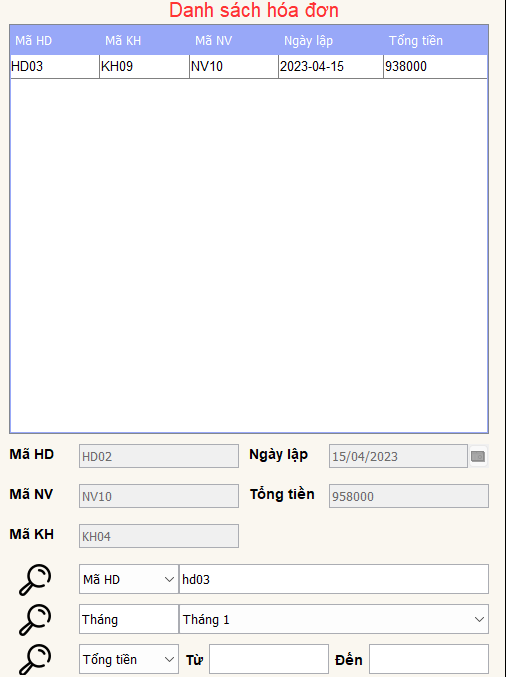 Danh sách hóa đơn
Mã HD Mã KH Mã NV Ngày lập Tổng tiền
HD03 KH09 NV10 2023-04-15 938000
Mã HD HD02 Ngày lập 15/04/2023
Mã NV NV10 Tổng tiền 958000
Mã KH KH04
Mã HD hd03
Tháng Tháng 1
Tổng tiền Từ Đến